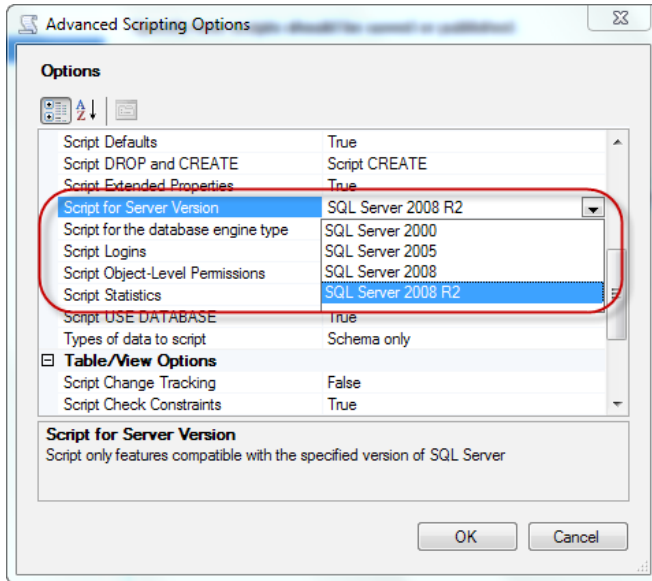 Advanced Scripting Options
Options
Script Defaults True
Script DROP and CREATE Script CREATE
Script Extended Properties True
Script for Server Version SQL Server 2008 R2
Script for the database engine type SQL Server 2000
Script Logins SQL Server 2005
Script Object-Level Permissions SQL Server 2008
Script Statistics SQL Server 2008 R2
Script USE DATABASE True
Types of data to script Schema only
Table/View Options
Script Change Tracking False
Script Check Constraints True
Script for Server Version
Script only features compatible with the specified version of SQL Server
OK Cancel